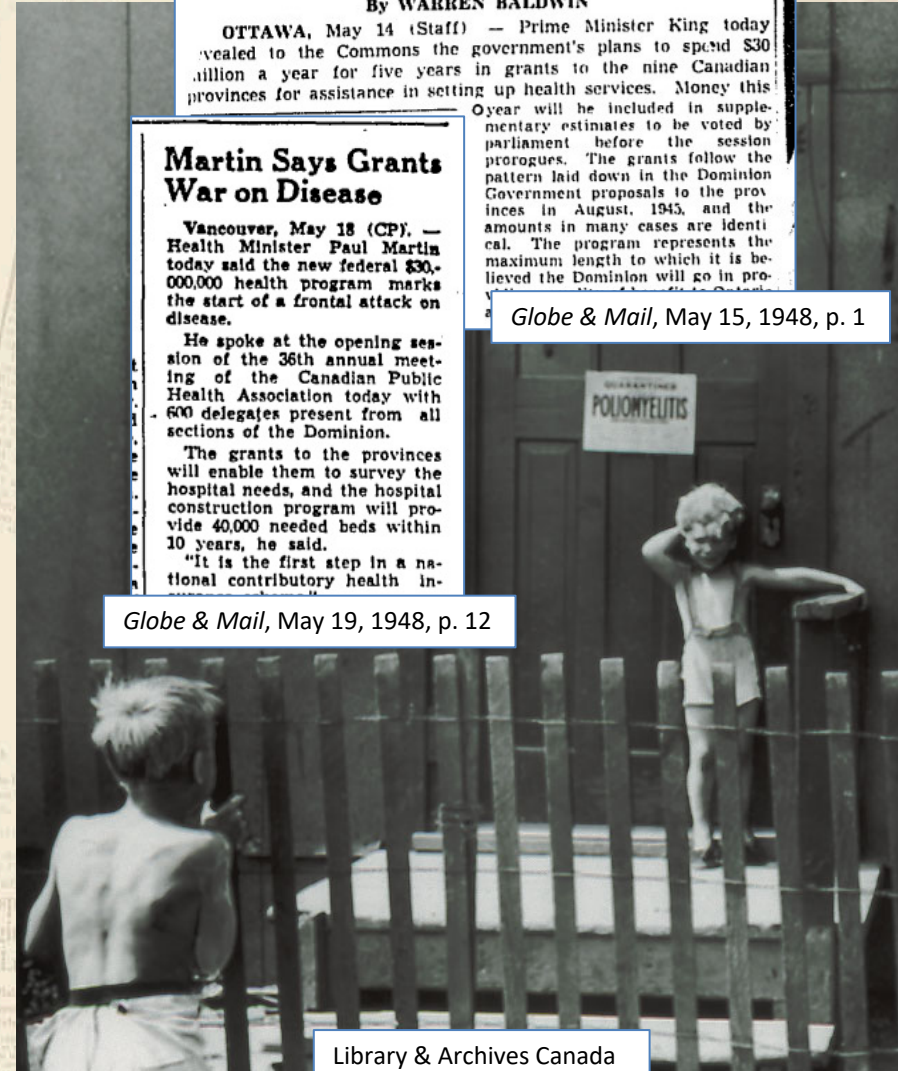 By WARREN BALDWIN
OTTAWA, May 14 (Staff) — Prime Minister King today
vealed to the Commons the government's plans to spend $30
illion a year for five years in grants to the nine Canadian
provinces for assistance in setting up health services. Money this
year will be included in supple-
mentary estimates to be voted by
parliament before the session
prorogues. The grants follow the
pattern laid down in the Dominion
Government proposals to the prov
inces in August, 1945, and the
amounts in many cases are identi
cal. The program represents the
maximum length to which it is be-
lieved the Dominion will go in pro-
Globe & Mail, May 15, 1948, p. 1
Martin Says Grants
War on Disease
Vancouver, May 18 (CP). —
Health Minister Paul Martin
today said the new federal $30,-
000,000 health program marks
the start of a frontal attack on
disease.
He spoke at the opening ses-
sion of the 36th annual meet-
ing of the Canadian Public
Health Association today with
600 delegates present from all
sections of the Dominion.
The grants to the provinces
will enable them to survey the
hospital needs, and the hospital
construction program will pro-
vide 40,000 needed beds within
10 years, he said.
"It is the first step in a na-
tional contributory health in-
Globe & Mail, May 19, 1948, p. 12
QUARANTINED
POLIOMYELITIS
Library & Archives Canada